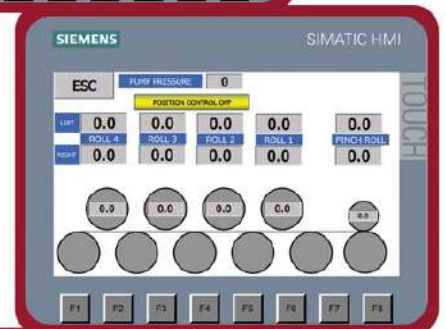 SIEMENS SIMATIC HMI
TOUCH
ESC PUMP PRESSURE 0
POSITION CONTROL OFF
LEFT 0.0 0.0 0.0 0.0 0.0
ROLL 4 ROLL 3 ROLL 2 ROLL 1 PINCH ROLL
RIGHT 0.0 0.0 0.0 0.0 0.0
0.0 0.0 0.0 0.0 0.0
F1 F2 F3 F4 F5 F6 F7 F8